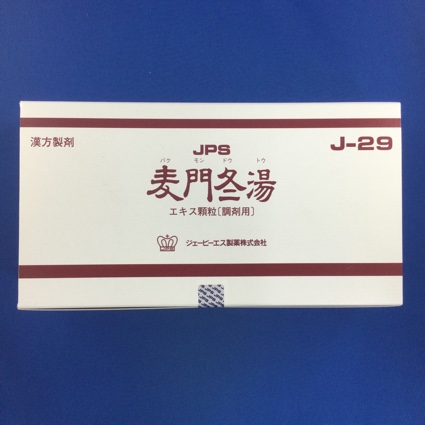 漢方製剤
JPS
J-29
バク モン ドウ トウ
麦門冬湯
エキス顆粒〔調剤用〕
ジェーピーエス製薬株式会社